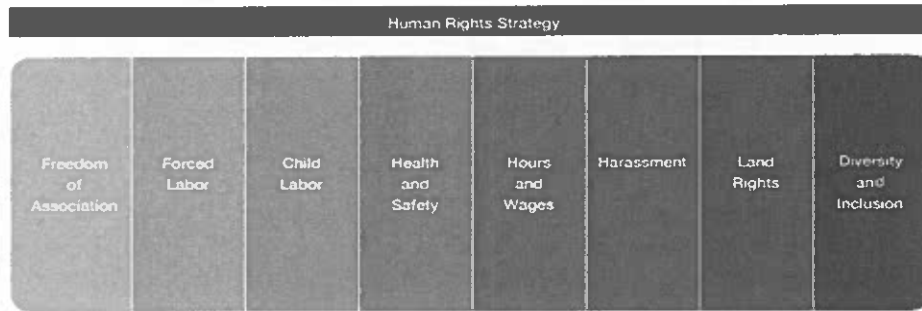 Human Rights Strategy
Freedom
of
Association
Forced
Labor
Child
Labor
Health
and
Safety
Hours
and
Wages
Harassment
Land
Rights
Diversity
and
Inclusion